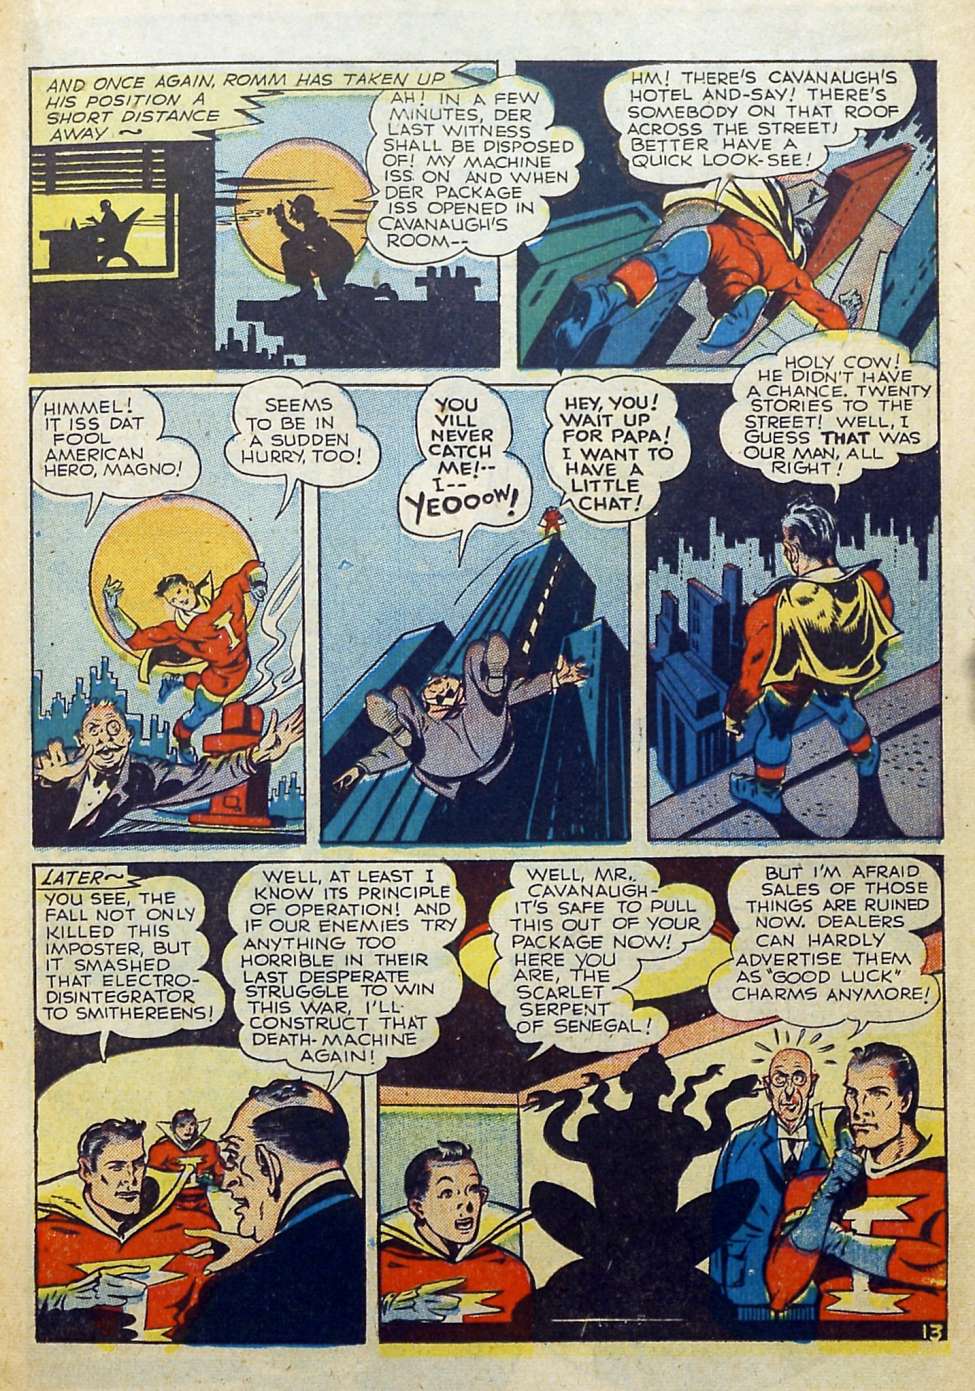 AND ONCE AGAIN, ROMM HAS TAKEN UP
HIS POSITION A
SHORT DISTANCE
AWAY~
AH! IN A FEW
MINUTES, DER
LAST WITNESS
SHALL BE DISPOSED
OF! MY MACHINE
ISS ON AND WHEN
DER PACKAGE
ISS OPENED IN
CAVANAUGH'S
ROOM--
HM! THERE'S CAVANAUGH'S
HOTEL AND-SAY! THERE'S
SOMEBODY ON THAT ROOF
ACROSS THE STREET!
BETTER HAVE A
QUICK LOOK-SEE!
HIMMEL!
IT ISS DAT
FOOL
AMERICAN
HERO, MAGNO!
SEEMS
TO BE IN
A SUDDEN
HURRY, TOO!
YOU
VILL
NEVER
CATCH
ME!--
I--
YEOOOW!
HEY, YOU!
WAIT UP
FOR PAPA!
I WANT TO
HAVE A
LITTLE
CHAT!
HOLY COW!
HE DIDN'T HAVE
A CHANCE. TWENTY
STORIES TO THE
STREET! WELL, I
GUESS THAT WAS
OUR MAN, ALL
RIGHT!
LATER~
YOU SEE, THE
FALL NOT ONLY
KILLED THIS
IMPOSTER, BUT
IT SMASHED
THAT ELECTRO-
DISINTEGRATOR
TO SMITHEREENS!
WELL, AT LEAST I
KNOW ITS PRINCIPLE
OF OPERATION! AND
IF OUR ENEMIES TRY
ANYTHING TOO
HORRIBLE IN THEIR
LAST DESPERATE
STRUGGLE TO WIN
THIS WAR, I'LL
CONSTRUCT THAT
DEATH-MACHINE
AGAIN!
WELL, MR.
CAVANAUGH-
IT'S SAFE TO PULL
THIS OUT OF YOUR
PACKAGE NOW!
HERE YOU
ARE, THE
SCARLET
SERPENT
OF SENEGAL!
BUT I'M AFRAID
SALES OF THOSE
THINGS ARE RUINED
NOW. DEALERS
CAN HARDLY
ADVERTISE THEM
AS "GOOD LUCK"
CHARMS ANYMORE!
13